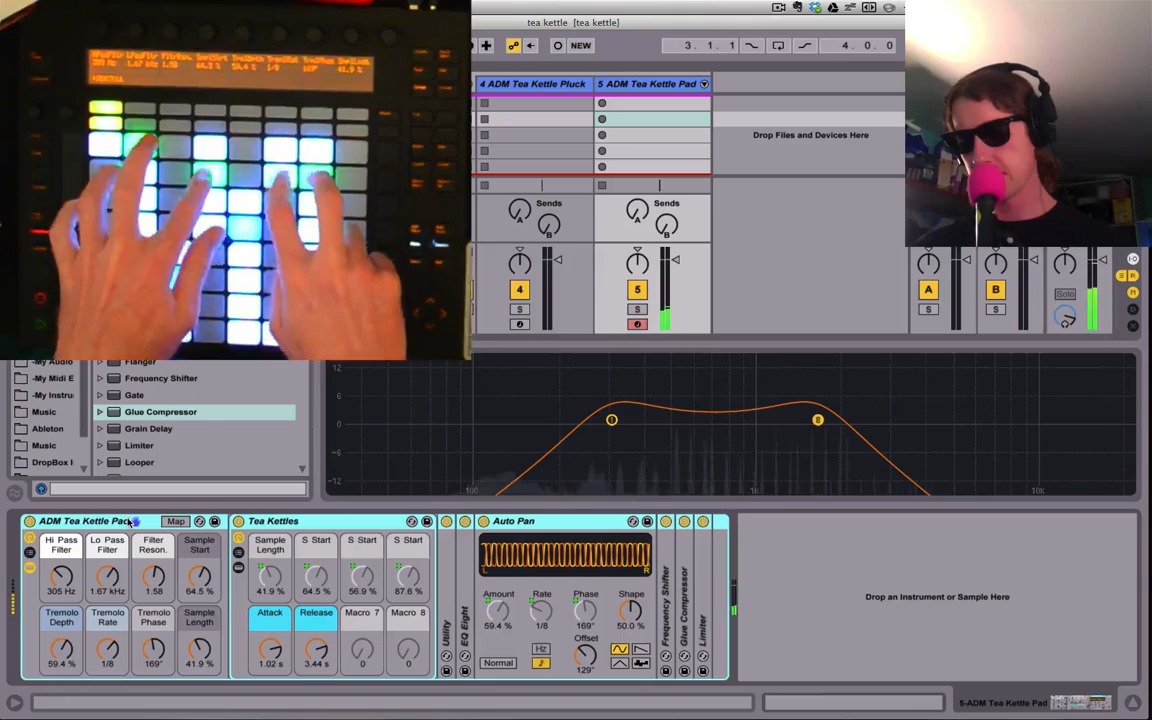 tea kettle [tea kettle]
NEW
3. 1. 1
4. 0. 0
4 ADM Tea Kettle Pluck
5 ADM Tea Kettle Pad
Drop Files and Devices Here
Sends
Sends
A
B
A
B
4
5
A
B
S
S
S
S
Solo
-My Audio
Flanger
-My Midi E
Frequency Shifter
-My Instru
Gate
Music
Glue Compressor
Ableton
Grain Delay
Music
Limiter
DropBox I
Looper
12
6
0
-6
-12
100
1k
10k
ADM Tea Kettle Pad
Map
Tea Kettles
Auto Pan
Hi Pass Filter
Lo Pass Filter
Filter Reson.
Sample Start
305 Hz
1.67 kHz
1.58
64.5 %
Tremolo Depth
Tremolo Rate
Tremolo Phase
Sample Length
59.4 %
1/8
169°
41.9 %
Sample Length
S Start
S Start
S Start
41.9 %
64.5 %
56.9 %
87.6 %
Attack
Release
Macro 7
Macro 8
1.02 s
3.44 s
0
0
Utility
EQ Eight
L
R
Amount
Rate
Phase
Shape
59.4 %
1/8
169°
50.0 %
Offset
129°
Normal
Hz
Frequency Shifter
Glue Compressor
Limiter
Drop an Instrument or Sample Here
5-ADM Tea Kettle Pad